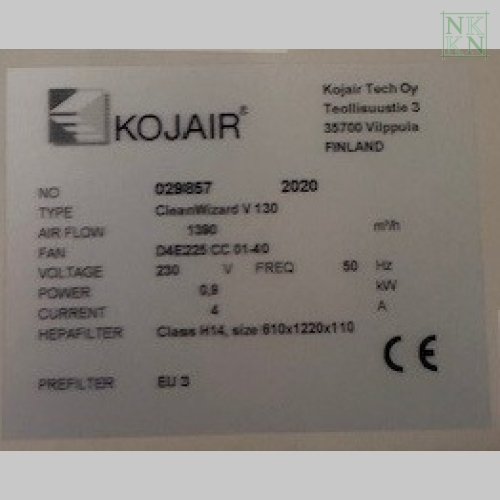 NK
KN
KOJAIR®
Kojair Tech Oy
Teollisuustie 3
35700 Vilppula
FINLAND
NO 029857 2020
TYPE CleanWizard V 130
AIR FLOW 1390 m³/h
FAN D4E225 CC 01-40
VOLTAGE 230 V FREQ 50 Hz
POWER 0,9 kW
CURRENT 4 A
HEPAFILTER Class H14, size 610x1220x110
CE
PREFILTER EU 3